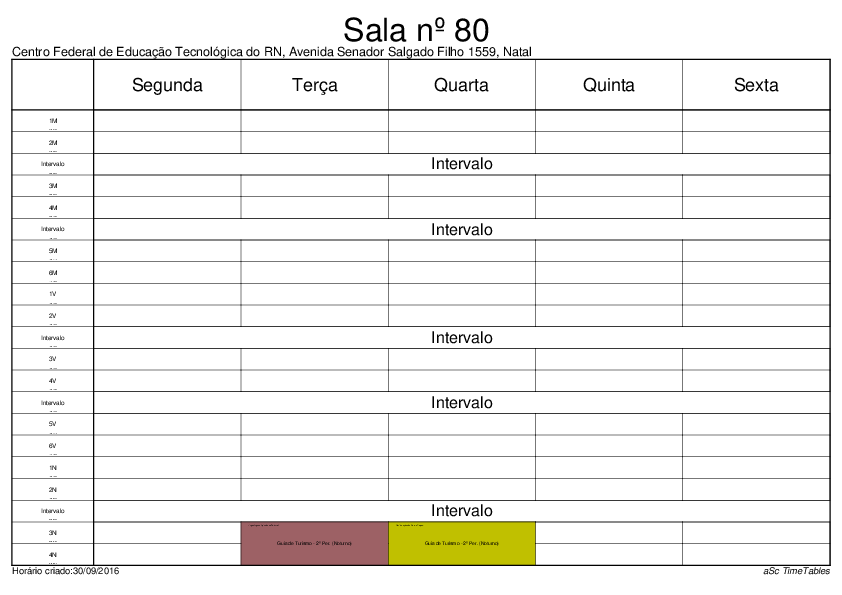 Sala nº 80
Centro Federal de Educação Tecnológica do RN, Avenida Senador Salgado Filho 1559, Natal
Segunda Terça Quarta Quinta Sexta
1M
2M
Intervalo Intervalo
3M
4M
Intervalo Intervalo
5M
6M
1V
2V
Intervalo Intervalo
3V
4V
Intervalo Intervalo
5V
6V
1N
2N
Intervalo Intervalo
3N
Guia de Turismo - 2º Per. (Noturno) Guia de Turismo - 2º Per. (Noturno)
4N
Horário criado:30/09/2016 aSc TimeTables